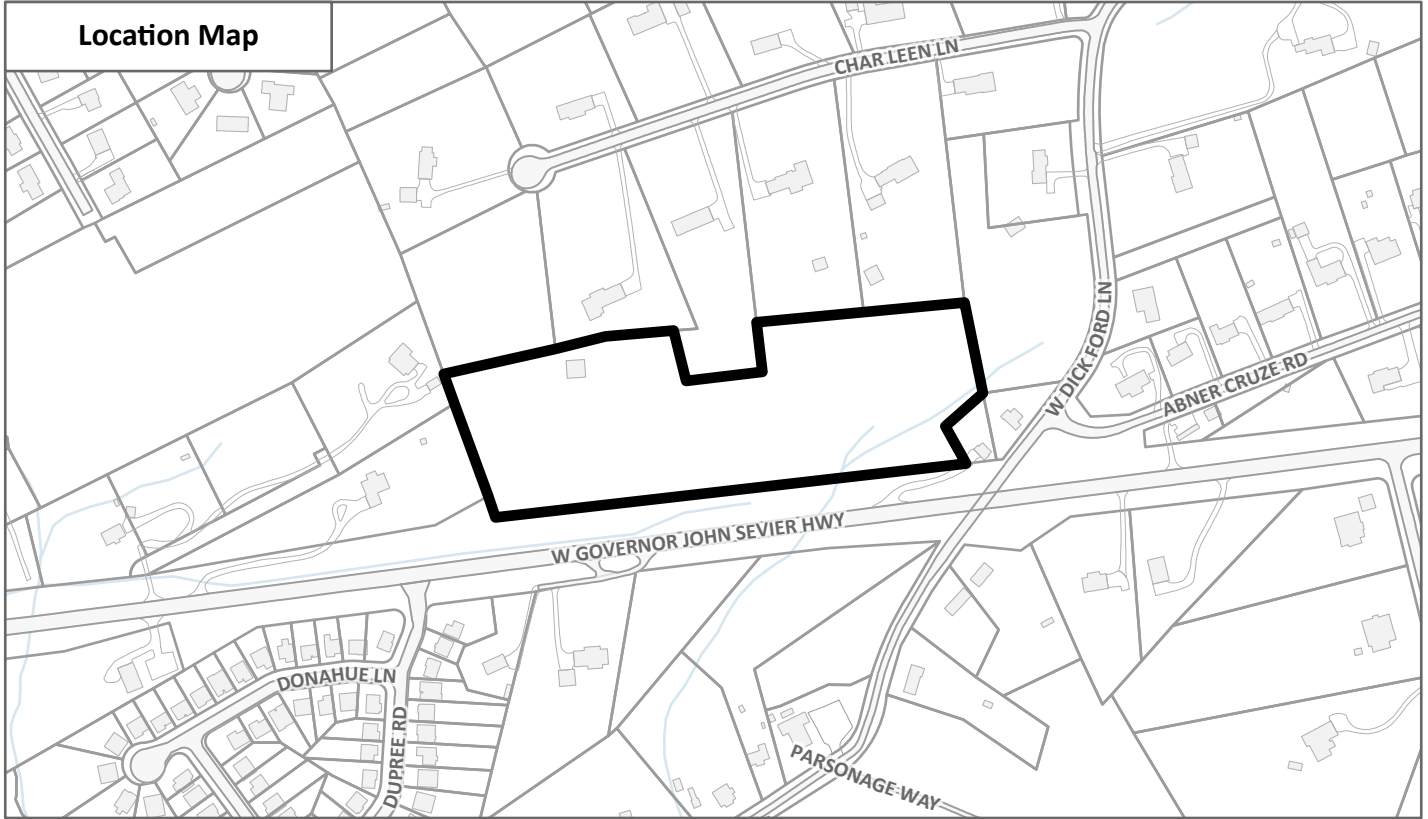 Location Map
CHAR LEEN LN
W DICK FORD LN
ABNER CRUZE RD
W GOVERNOR JOHN SEVIER HWY
DONAHUE LN
DUPREE RD
PARSONAGE WAY